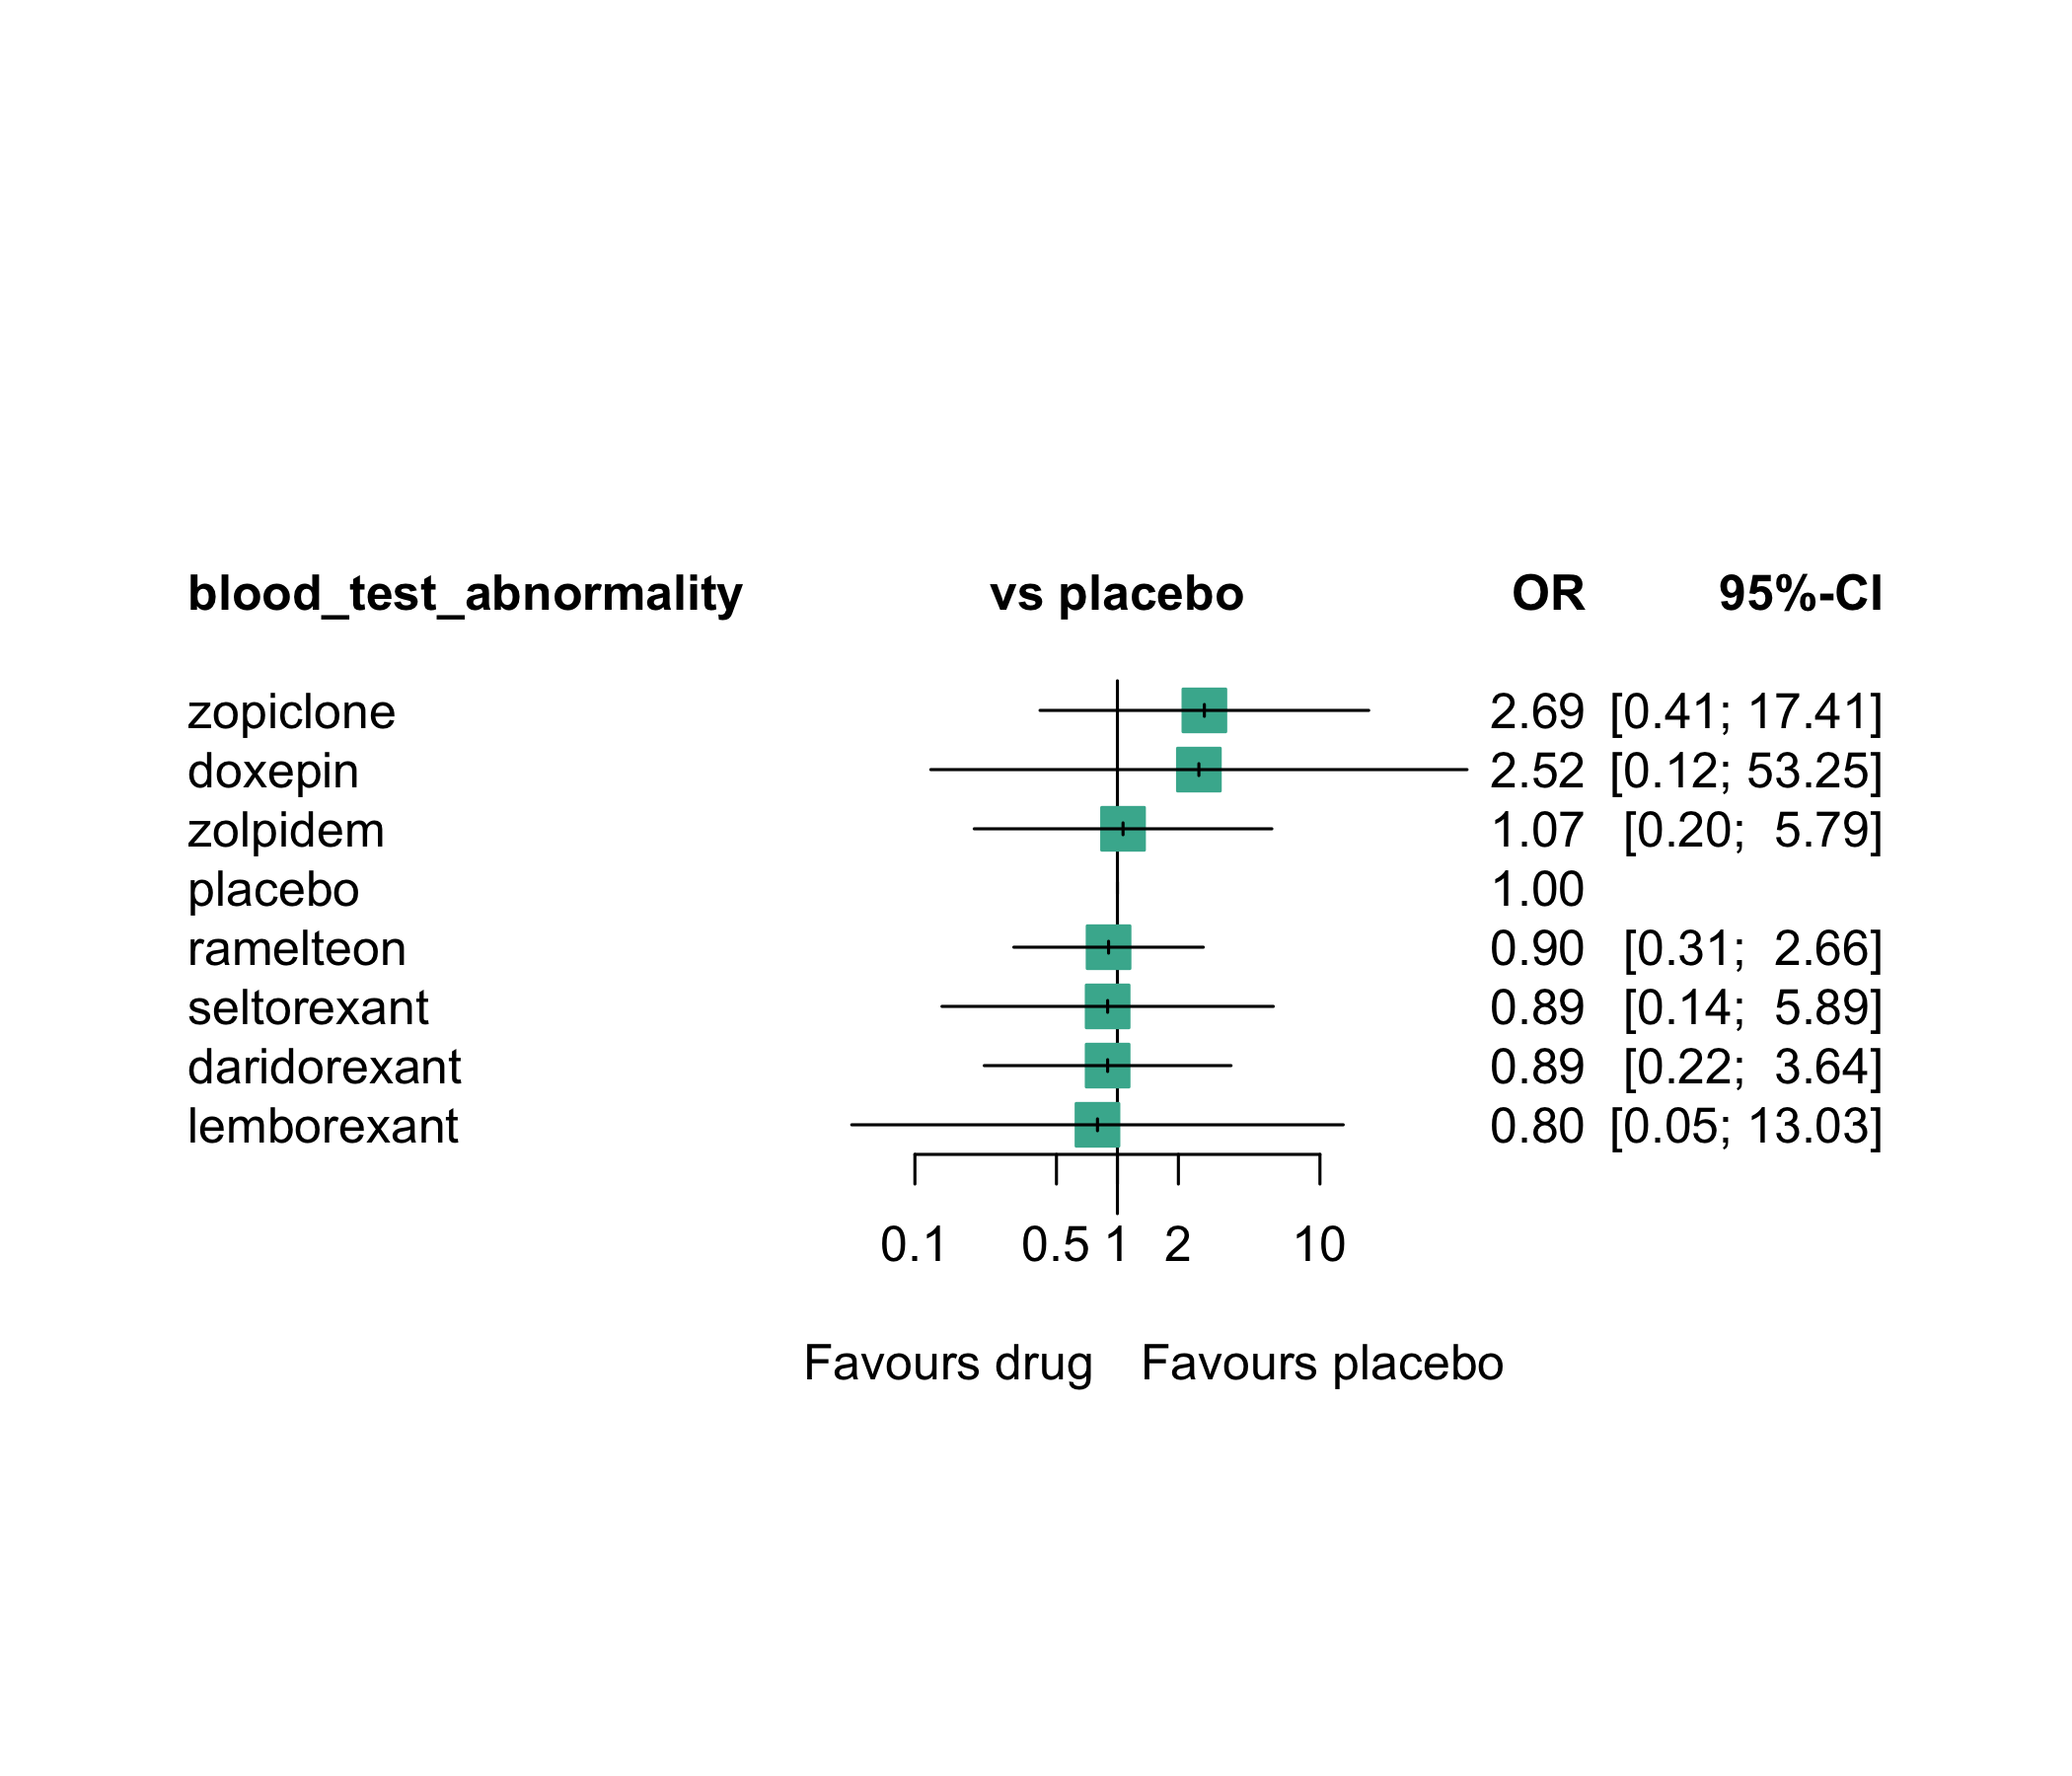 blood_test_abnormality vs placebo OR 95%-CI
zopiclone 2.69 [0.41; 17.41]
doxepin 2.52 [0.12; 53.25]
zolpidem 1.07 [0.20; 5.79]
placebo 1.00
ramelteon 0.90 [0.31; 2.66]
seltorexant 0.89 [0.14; 5.89]
daridorexant 0.89 [0.22; 3.64]
lemborexant 0.80 [0.05; 13.03]
0.1 0.5 1 2 10
Favours drug Favours placebo